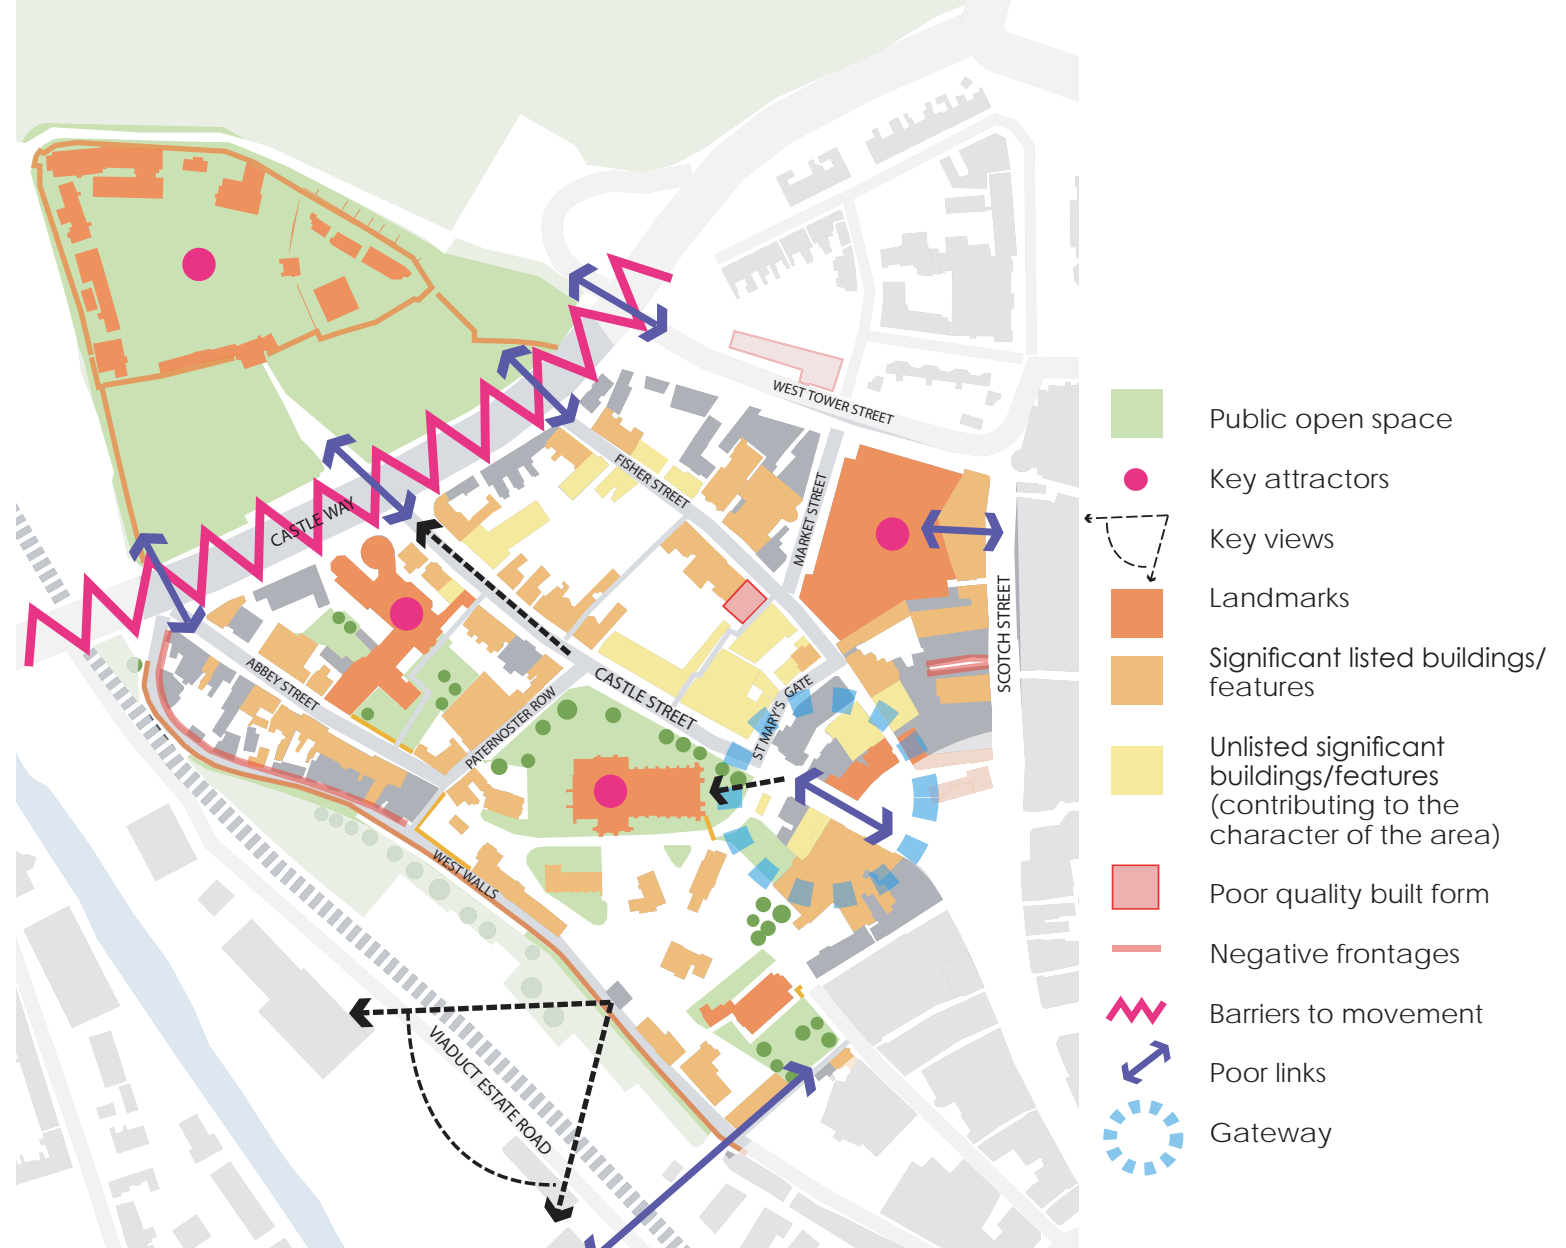 WEST TOWER STREET
FISHER STREET
MARKET STREET
CASTLE WAY
SCOTCH STREET
ABBEY STREET
CASTLE STREET
ST MARY'S GATE
PATERNOSTER ROW
WEST WALLS
VIADUCT ESTATE ROAD
Public open space
Key attractors
Key views
Landmarks
Significant listed buildings/
features
Unlisted significant
buildings/features
(contributing to the
character of the area)
Poor quality built form
Negative frontages
Barriers to movement
Poor links
Gateway